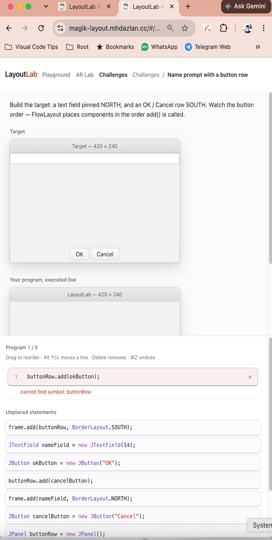 LayoutLab
LayoutLab
Ask Gemini
magik-layout.mhdazlan.cc/#/...
Visual Code Tips
Root
Bookmarks
WhatsApp
Telegram Web
LayoutLab
Playground
AR Lab
Challenges
Challenges / Name prompt with a button row
Build the target: a text field pinned NORTH, and an OK / Cancel row SOUTH. Watch the button
order — FlowLayout places components in the order add() is called.
Target
Target — 420 × 240
OK
Cancel
Your program, executed live
LayoutLab — 420 × 240
Program 1 / 8
Drag to reorder · Alt ↑/↓ moves a line · Delete removes · ⌘Z undoes
1 buttonRow.add(okButton); ×
cannot find symbol: buttonRow
Unplaced statements
frame.add(buttonRow, BorderLayout.SOUTH);
JTextField nameField = new JTextField(14);
JButton okButton = new JButton("OK");
buttonRow.add(cancelButton);
frame.add(nameField, BorderLayout.NORTH);
JButton cancelButton = new JButton("Cancel");
System
JPanel buttonRow = new JPanel();